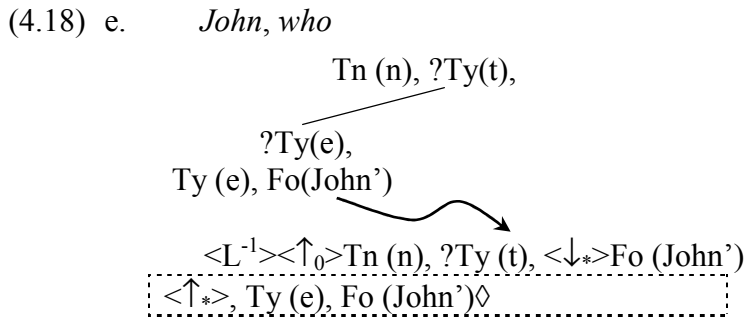 (4.18) e. John, who
Tn (n), ?Ty(t),
?Ty(e),
Ty (e), Fo(John’)
<L⁻¹><↑₀>Tn (n), ?Ty (t), <↓*>Fo (John’)
<↑*>, Ty (e), Fo (John’)◊